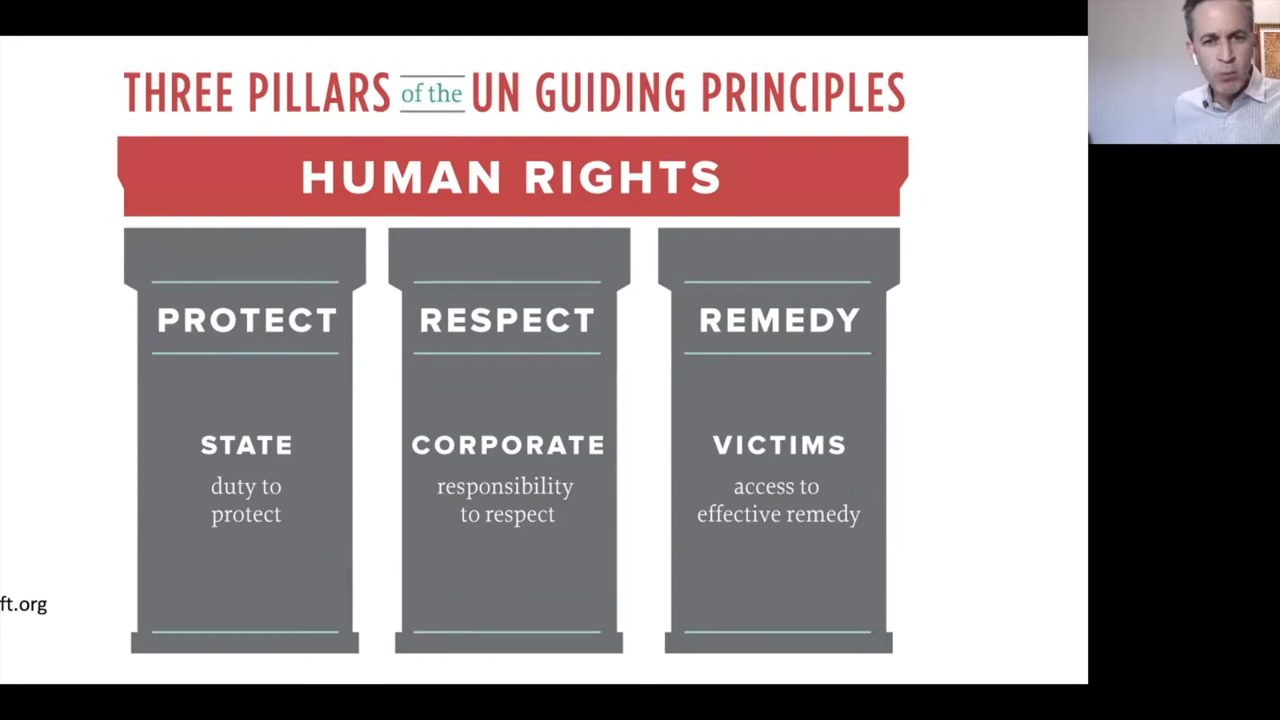 THREE PILLARS of the UN GUIDING PRINCIPLES
HUMAN RIGHTS
PROTECT
STATE
duty to
protect
RESPECT
CORPORATE
responsibility
to respect
REMEDY
VICTIMS
access to
effective remedy
ft.org